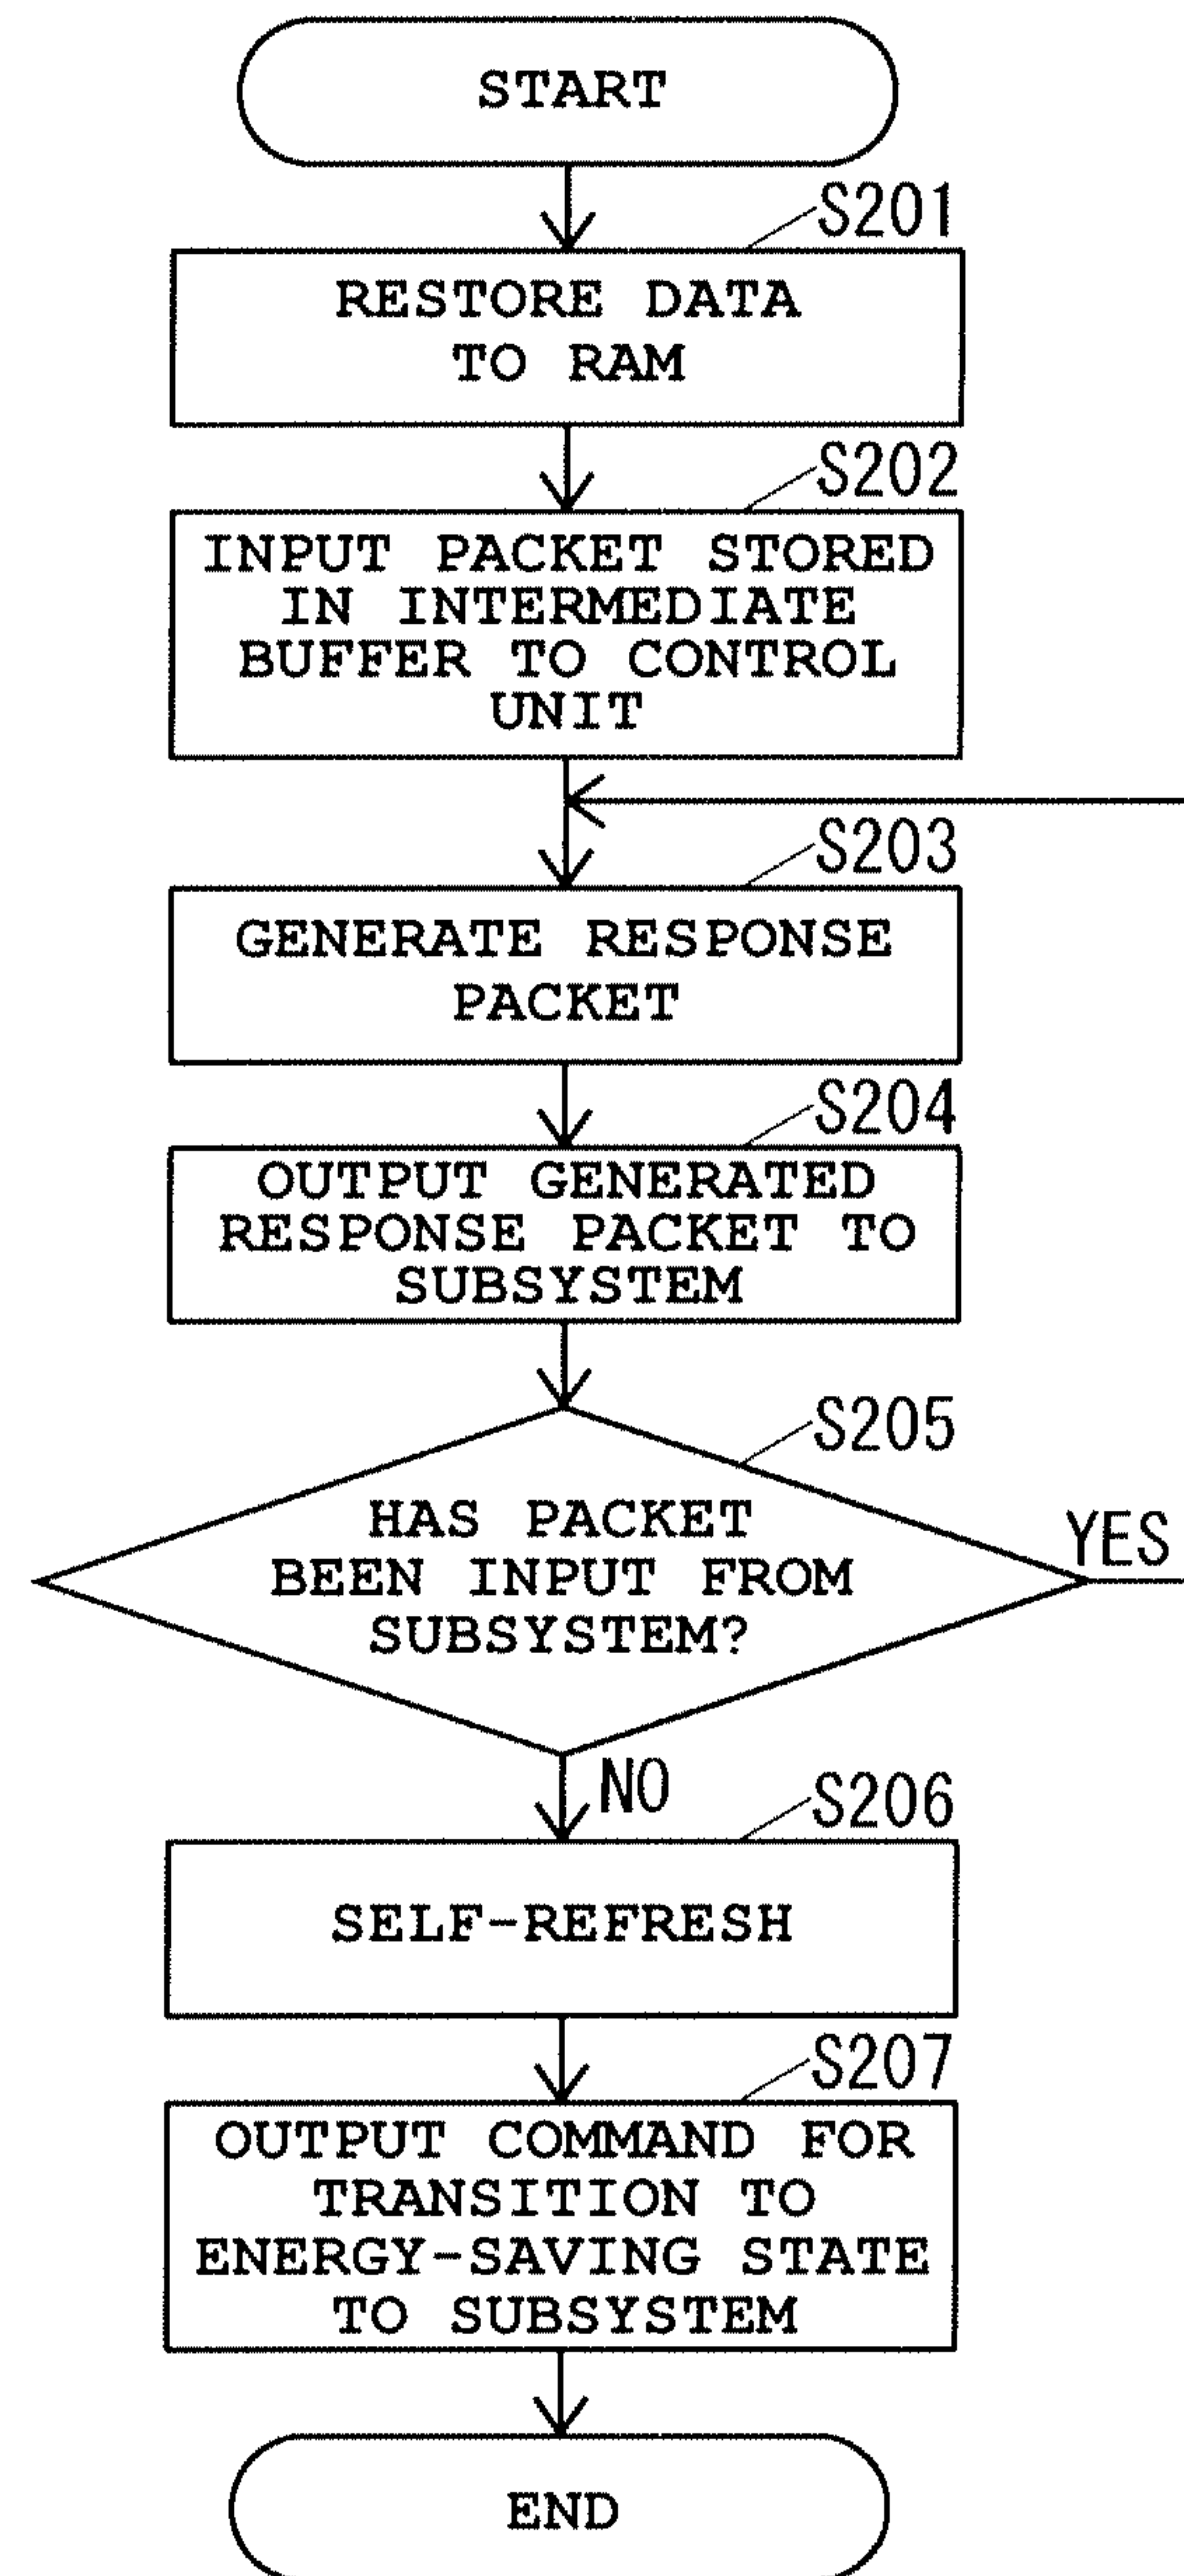 START
S201
RESTORE DATA
TO RAM
S202
INPUT PACKET STORED
IN INTERMEDIATE
BUFFER TO CONTROL
UNIT
S203
GENERATE RESPONSE
PACKET
S204
OUTPUT GENERATED
RESPONSE PACKET TO
SUBSYSTEM
S205
HAS PACKET
BEEN INPUT FROM
SUBSYSTEM?
YES
NO
S206
SELF-REFRESH
S207
OUTPUT COMMAND FOR
TRANSITION TO
ENERGY-SAVING STATE
TO SUBSYSTEM
END